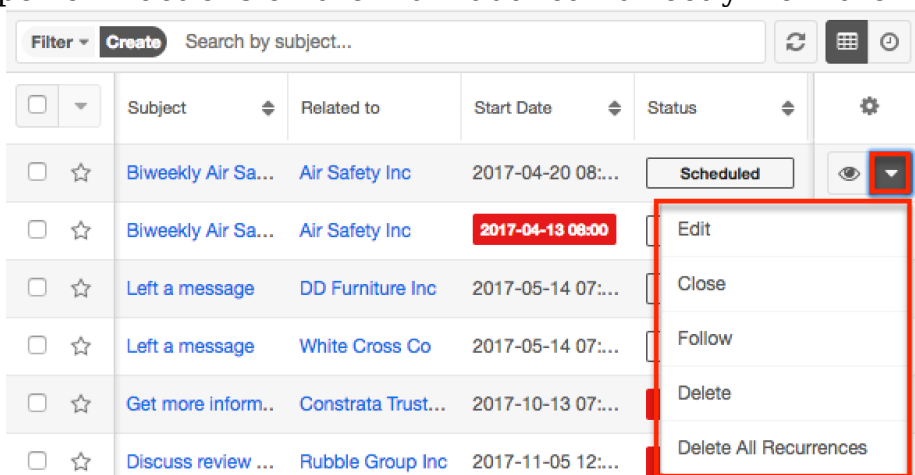 Filter Create Search by subject...
Subject Related to Start Date Status
Biweekly Air Sa... Air Safety Inc 2017-04-20 08:... Scheduled
Biweekly Air Sa... Air Safety Inc 2017-04-13 08:00 Edit
Left a message DD Furniture Inc 2017-05-14 07:... Close
Left a message White Cross Co 2017-05-14 07:... Follow
Get more inform.. Constrata Trust... 2017-10-13 07:... Delete
Discuss review ... Rubble Group Inc 2017-11-05 12:... Delete All Recurrences